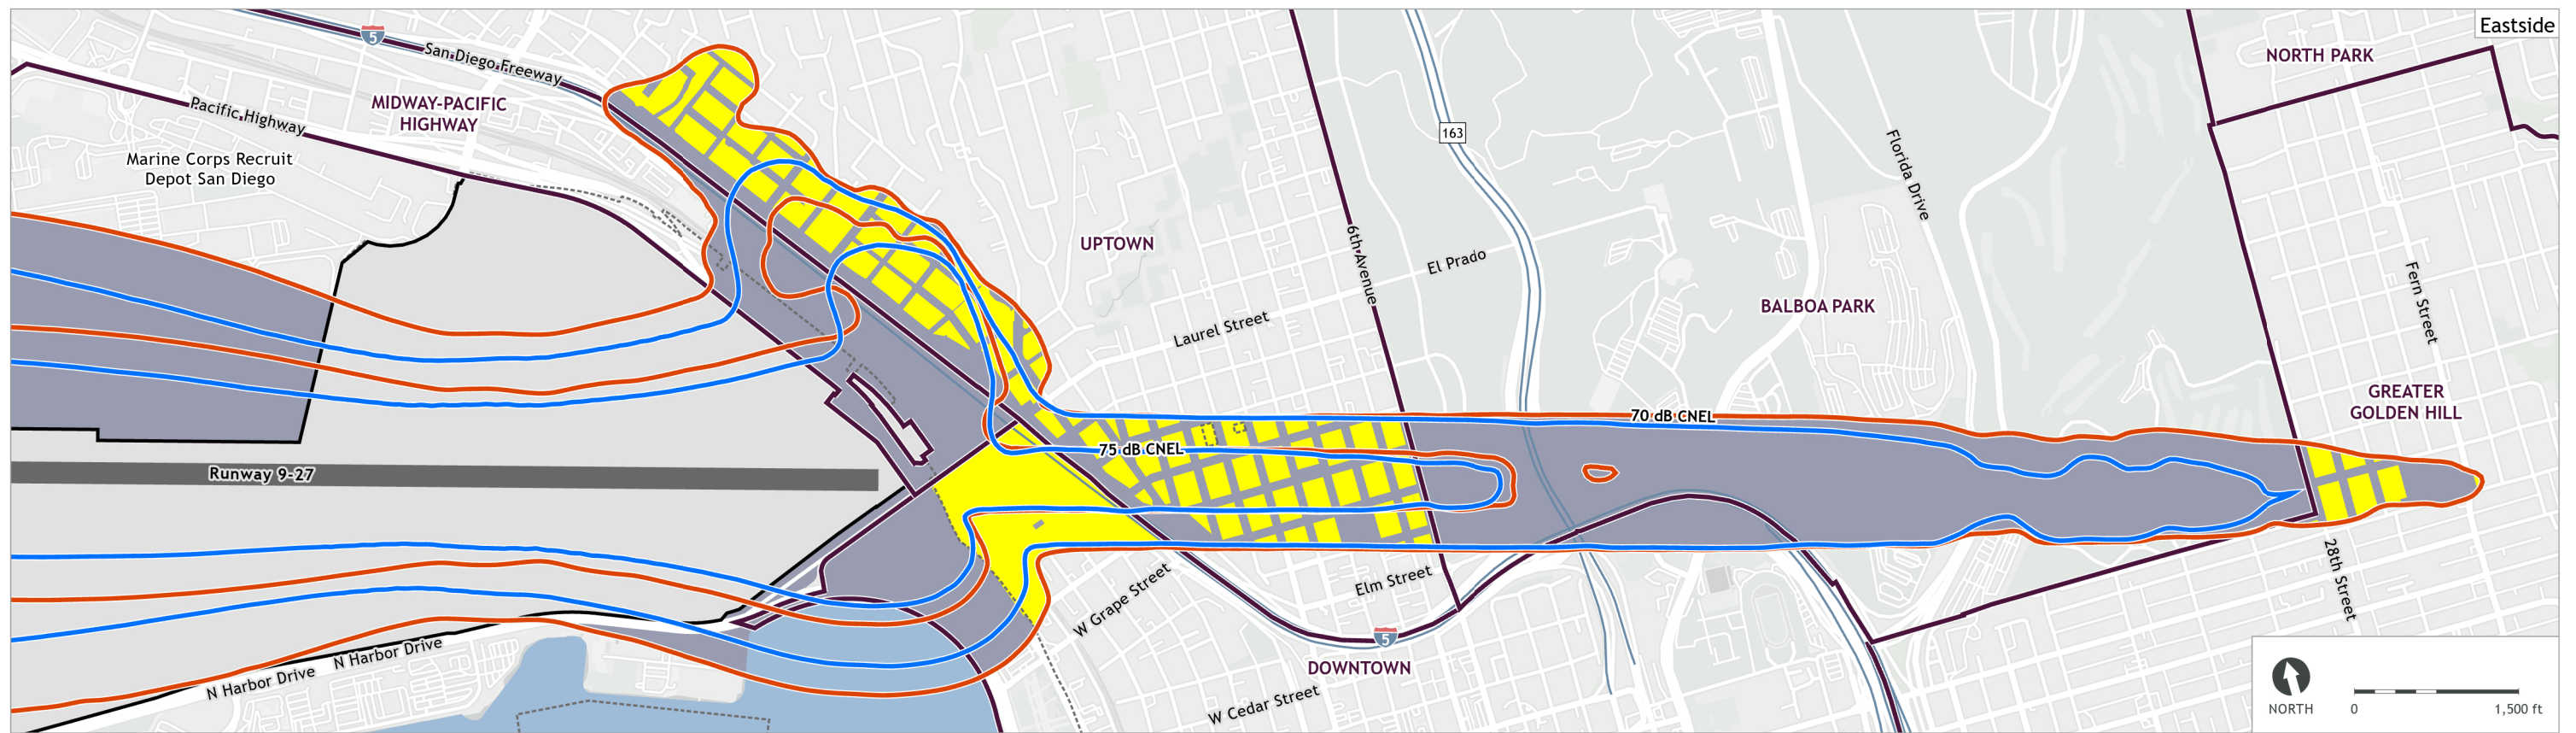 Eastside
5
San Diego Freeway
NORTH PARK
Pacific Highway
MIDWAY-PACIFIC
HIGHWAY
163
Florida Drive
Marine Corps Recruit
Depot San Diego
UPTOWN
6th Avenue
El Prado
Fern Street
BALBOA PARK
Laurel Street
GREATER
GOLDEN HILL
70 dB CNEL
75 dB CNEL
Runway 9-27
28th Street
Elm Street
W Grape Street
5
N Harbor Drive
N Harbor Drive
DOWNTOWN
W Cedar Street
NORTH
0
1,500 ft